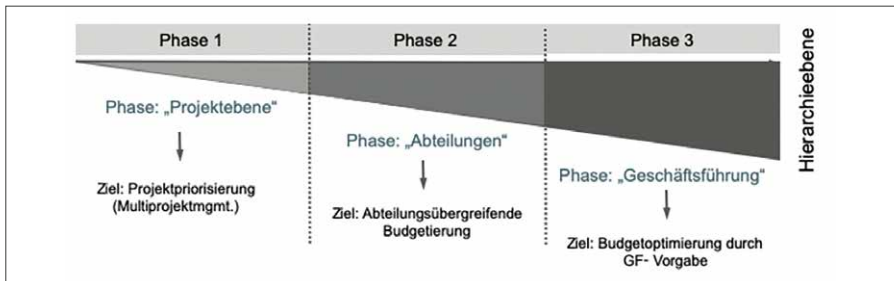 Phase 1
Phase 2
Phase 3
Hierarchieebene
Phase: „Projektebene“
Ziel: Projektpriorisierung
(Multiprojektmgmt.)
Phase: „Abteilungen“
Ziel: Abteilungsübergreifende
Budgetierung
Phase: „Geschäftsführung“
Ziel: Budgetoptimierung durch
GF- Vorgabe